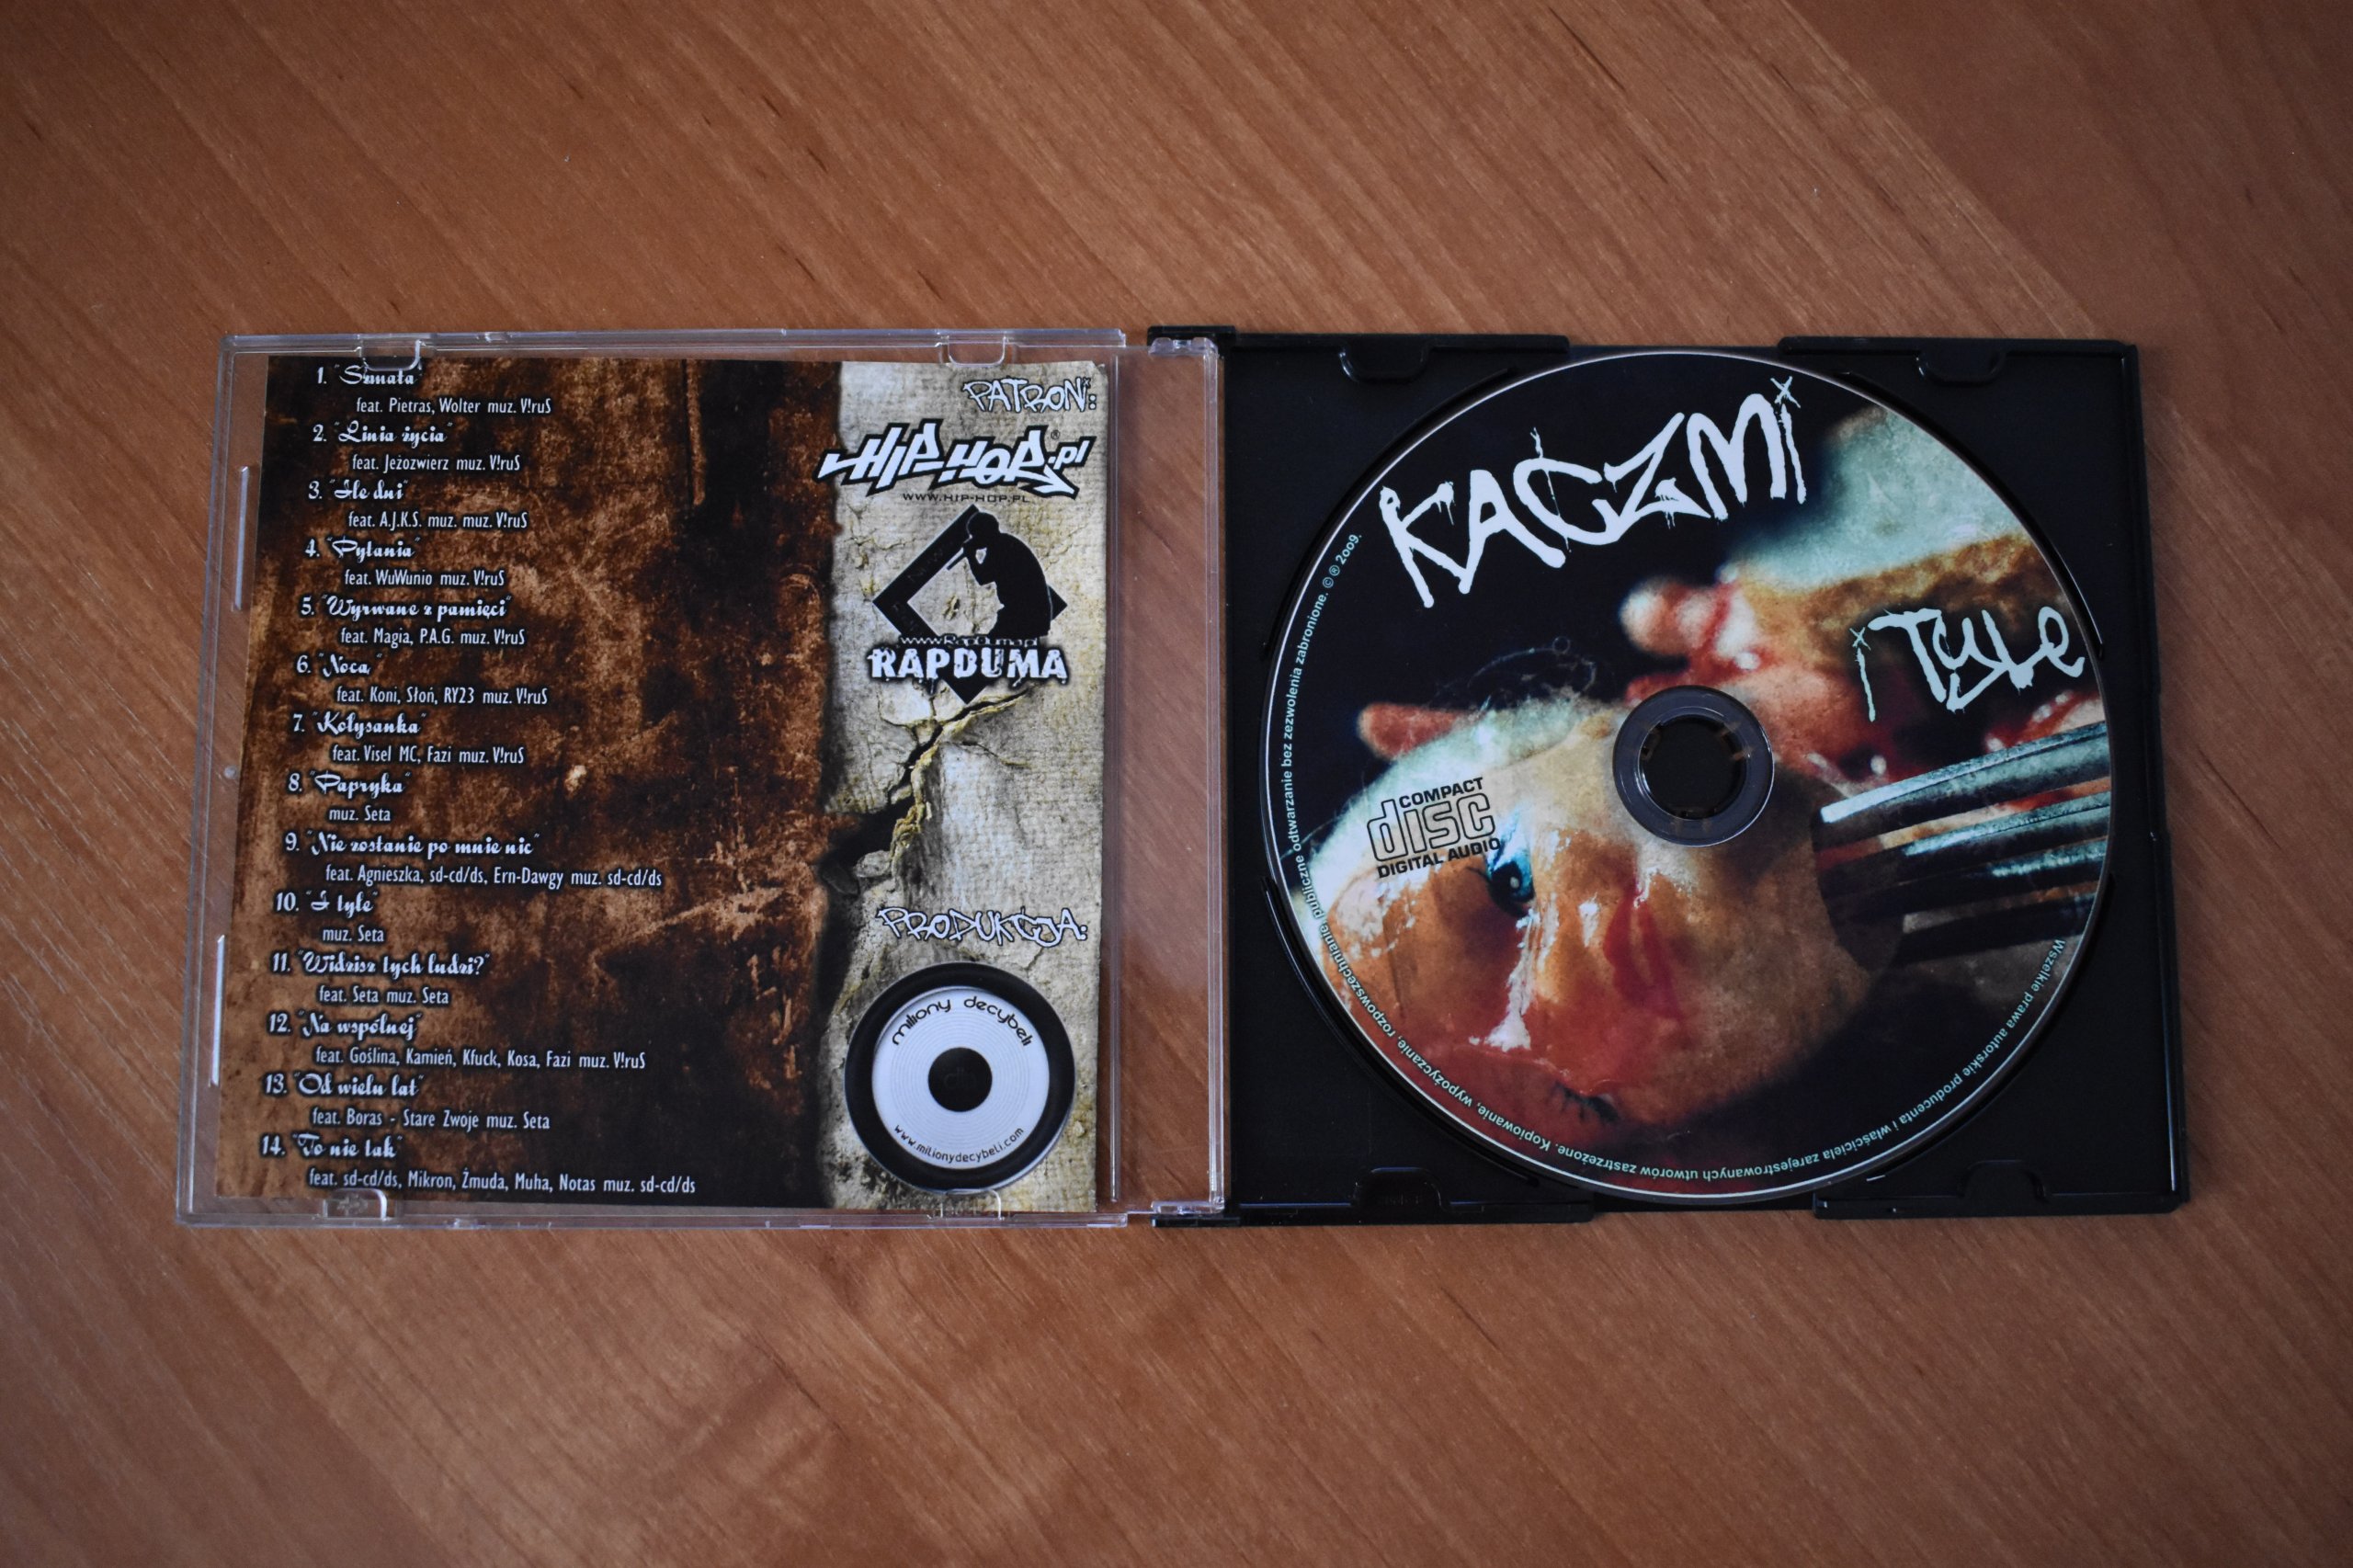 1. "Szmata"
feat. Pietras, Wolter muz. V!ruS
2. "Linia życia"
feat. Jeżozwierz muz. V!ruS
3. "Ile dni"
feat. A.J.K.S. muz. muz. V!ruS
4. "Pytania"
feat. WuWunio muz. V!ruS
5. "Wyrwane z pamięci"
feat. Magia, P.A.G. muz. V!ruS
6. "Nocą"
feat. Koni, Słoń, RY23 muz. V!ruS
7. "Kołysanka"
feat. Visel MC, Fazi muz. V!ruS
8. "Papryka"
muz. Seta
9. "Nie zostanie po mnie nic"
feat. Agnieszka, sd-cd/ds, Ern-Dawgy muz. sd-cd/ds
10. "I tyle"
muz. Seta
11. "Widzisz tych ludzi?"
feat. Seta muz. Seta
12. "Na wspólnej"
feat. Goślina, Kamień, Kfuck, Kosa, Fazi muz. V!ruS
13. "Od wielu lat"
feat. Boras - Stare Zwoje muz. Seta
14. "To nie tak"
feat. sd-cd/ds, Mikron, Żmuda, Muha, Notas muz. sd-cd/ds
PATRONi:
HIP-HOP.pl
WWW.HIP-HOP.PL
www.RapDuma.pl
RAPDUMA
PRODUKCJA:
miliony decybeli
www.milionydecybeli.com
KACZMi
i TYLe
COMPACT
disc
DIGITAL AUDIO
Wszelkie prawa autorskie producenta i właściciela zarejestrowanych utworów zastrzeżone. Kopiowanie, wypożyczanie, rozpowszechnianie, publiczne odtwarzanie bez zezwolenia zabronione. © ® 2009.